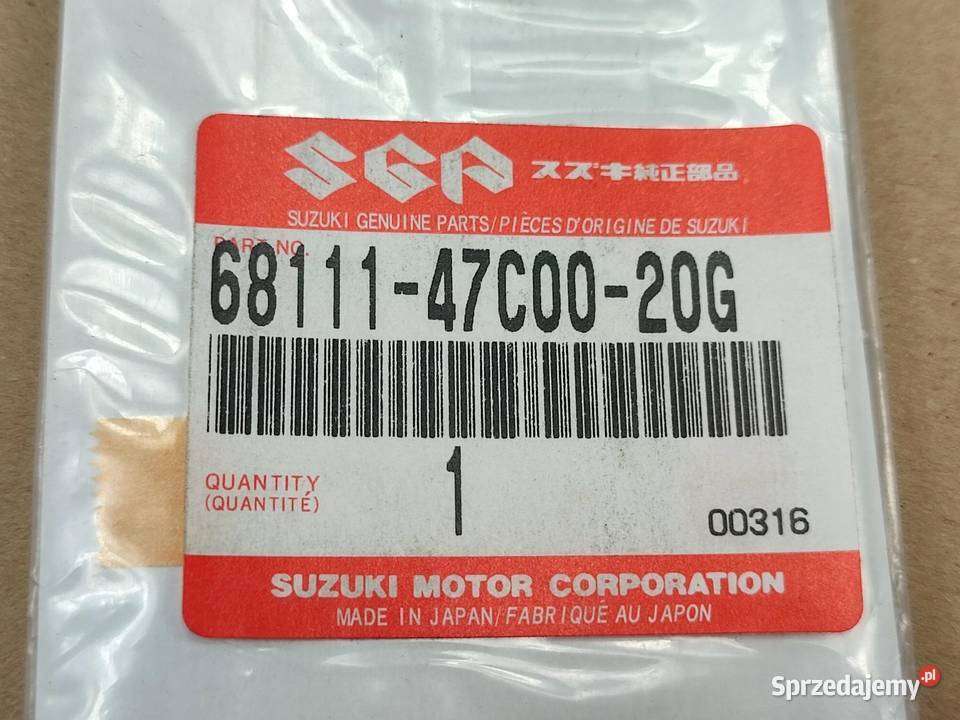 SGP スズキ純正部品
SUZUKI GENUINE PARTS/PIÈCES D'ORIGINE DE SUZUKI
PART NO.
68111-47C00-20G
QUANTITY 1
(QUANTITÉ)
00316
SUZUKI MOTOR CORPORATION
MADE IN JAPAN/FABRIQUÉ AU JAPON
Sprzedajemy.pl